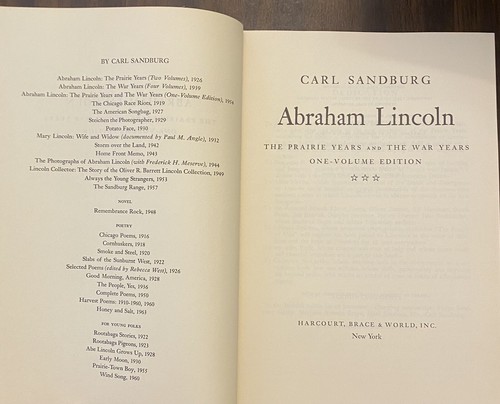 BY CARL SANDBURG
Abraham Lincoln: The Prairie Years (Two Volumes), 1926
Abraham Lincoln: The War Years (Four Volumes), 1939
Abraham Lincoln: The Prairie Years and The War Years (One-Volume Edition), 1954
The Chicago Race Riots, 1919
The American Songbag, 1927
Steichen the Photographer, 1929
Potato Face, 1930
Mary Lincoln: Wife and Widow (documented by Paul M. Angle), 1932
Storm over the Land, 1942
Home Front Memo, 1943
The Photographs of Abraham Lincoln (with Frederick H. Meserve), 1944
Lincoln Collector: The Story of the Oliver R. Barrett Lincoln Collection, 1949
Always the Young Strangers, 1953
The Sandburg Range, 1957
NOVEL
Remembrance Rock, 1948
POETRY
Chicago Poems, 1916
Cornhuskers, 1918
Smoke and Steel, 1920
Slabs of the Sunburnt West, 1922
Selected Poems (edited by Rebecca West), 1926
Good Morning, America, 1928
The People, Yes, 1936
Complete Poems, 1950
Harvest Poems: 1910-1960, 1960
Honey and Salt, 1963
FOR YOUNG FOLKS
Rootabaga Stories, 1922
Rootabaga Pigeons, 1923
Abe Lincoln Grows Up, 1928
Early Moon, 1930
Prairie-Town Boy, 1955
Wind Song, 1960
CARL SANDBURG
Abraham Lincoln
THE PRAIRIE YEARS AND THE WAR YEARS
ONE-VOLUME EDITION
☆☆☆
HARCOURT, BRACE & WORLD, INC.
New York